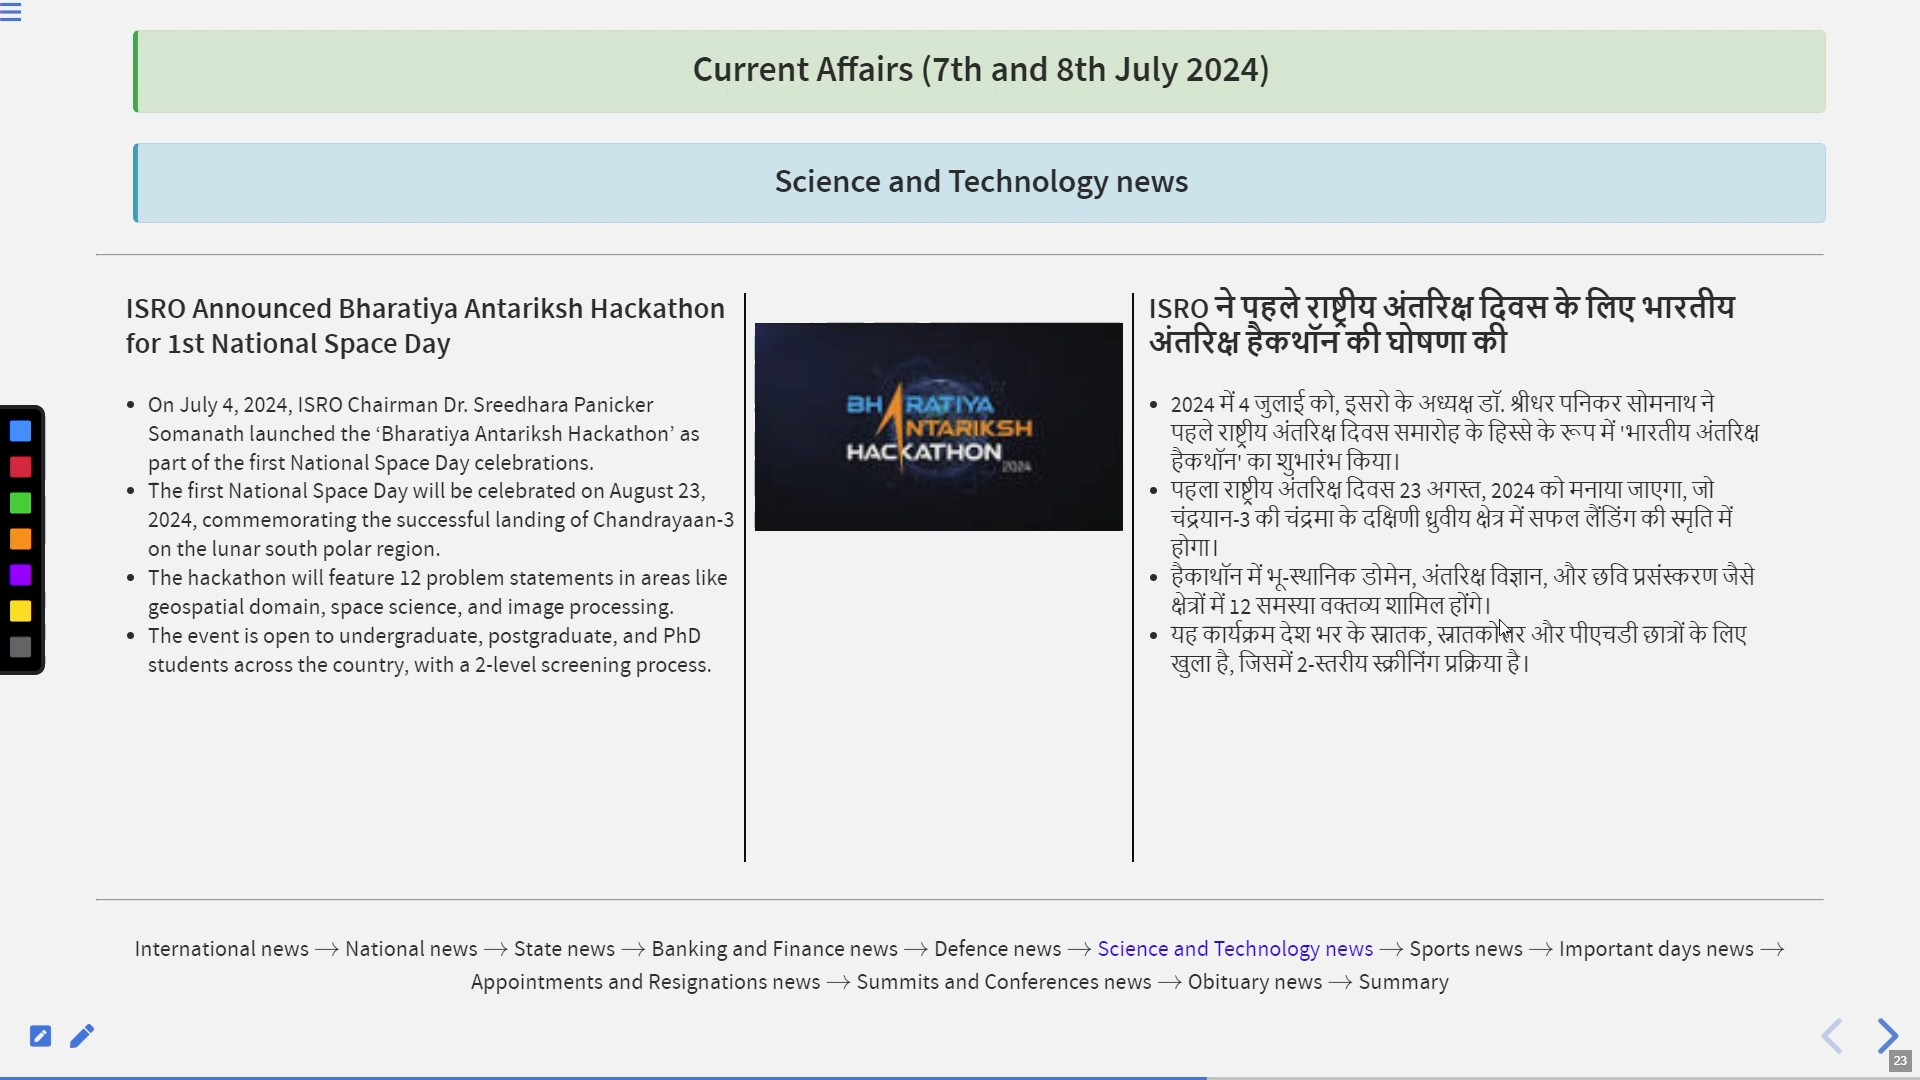 Current Affairs (7th and 8th July 2024)
Science and Technology news
ISRO Announced Bharatiya Antariksh Hackathon
for 1st National Space Day
On July 4, 2024, ISRO Chairman Dr. Sreedhara Panicker
Somanath launched the ‘Bharatiya Antariksh Hackathon’ as
part of the first National Space Day celebrations.
The first National Space Day will be celebrated on August 23,
2024, commemorating the successful landing of Chandrayaan-3
on the lunar south polar region.
The hackathon will feature 12 problem statements in areas like
geospatial domain, space science, and image processing.
The event is open to undergraduate, postgraduate, and PhD
students across the country, with a 2-level screening process.
BHARATIYA
ANTARIKSH
HACKATHON
2024
ISRO ने पहले राष्ट्रीय अंतरिक्ष दिवस के लिए भारतीय
अंतरिक्ष हैकथॉन की घोषणा की
2024 में 4 जुलाई को, इसरो के अध्यक्ष डॉ. श्रीधर पनिकर सोमनाथ ने
पहले राष्ट्रीय अंतरिक्ष दिवस समारोह के हिस्से के रूप में 'भारतीय अंतरिक्ष
हैकथॉन' का शुभारंभ किया।
पहला राष्ट्रीय अंतरिक्ष दिवस 23 अगस्त, 2024 को मनाया जाएगा, जो
चंद्रयान-3 की चंद्रमा के दक्षिणी ध्रुवीय क्षेत्र में सफल लैंडिंग की स्मृति में
होगा।
हैकाथॉन में भू-स्थानिक डोमेन, अंतरिक्ष विज्ञान, और छवि प्रसंस्करण जैसे
क्षेत्रों में 12 समस्या वक्तव्य शामिल होंगे।
यह कार्यक्रम देश भर के स्नातक, स्नातकोत्तर और पीएचडी छात्रों के लिए
खुला है, जिसमें 2-स्तरीय स्क्रीनिंग प्रक्रिया है।
International news → National news → State news → Banking and Finance news → Defence news → Science and Technology news → Sports news → Important days news →
Appointments and Resignations news → Summits and Conferences news → Obituary news → Summary
23